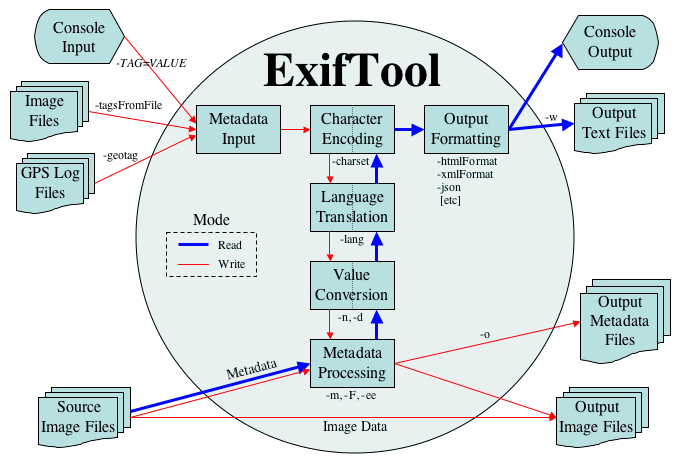 ExifTool
Console
Input
-TAG=VALUE
Console
Output
Image
Files
-tagsFromFile
Metadata
Input
Character
Encoding
Output
Formatting
-w
Output
Text Files
GPS Log
Files
-geotag
-charset
-htmlFormat
-xmlFormat
-json
[etc]
Language
Translation
-lang
Mode
Read
Write
Value
Conversion
-n, -d
Output
Metadata
Files
-o
Metadata
Processing
-m, -F, -ee
Metadata
Source
Image Files
Image Data
Output
Image Files